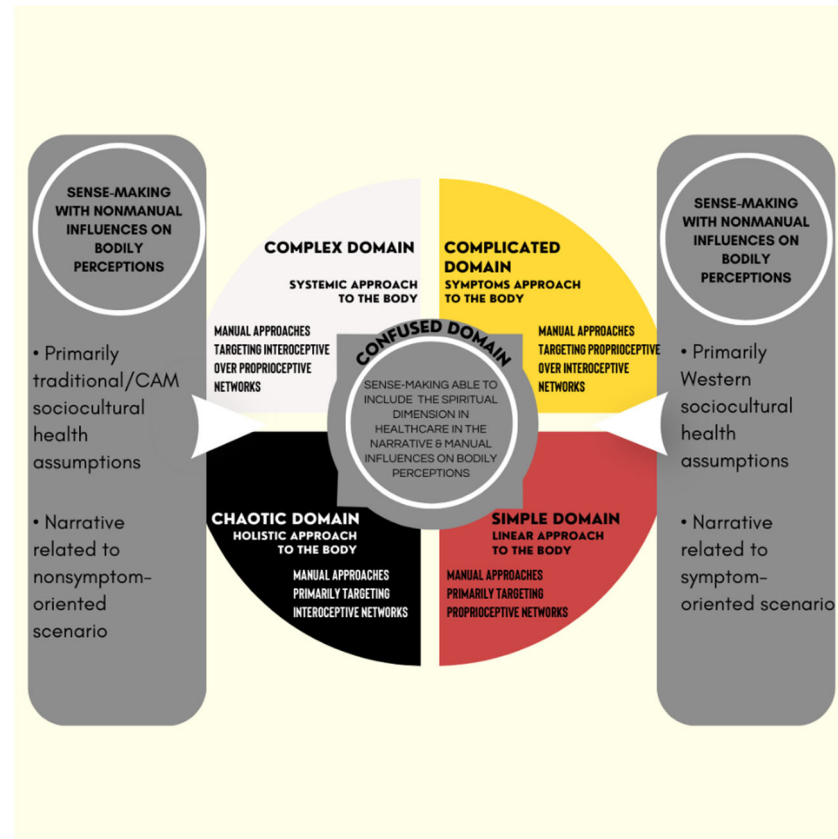 SENSE-MAKING
WITH NONMANUAL
INFLUENCES ON
BODILY
PERCEPTIONS
• Primarily
traditional/CAM
sociocultural
health
assumptions
• Narrative
related to
nonsymptom-
oriented
scenario
COMPLEX DOMAIN
SYSTEMIC APPROACH
TO THE BODY
MANUAL APPROACHES
TARGETING INTEROCEPTIVE
OVER PROPRIOCEPTIVE
NETWORKS
COMPLICATED
DOMAIN
SYMPTOMS APPROACH
TO THE BODY
MANUAL APPROACHES
TARGETING PROPRIOCEPTIVE
OVER INTEROCEPTIVE
NETWORKS
CONFUSED DOMAIN
SENSE-MAKING ABLE TO
INCLUDE THE SPIRITUAL
DIMENSION IN
HEALTHCARE IN THE
NARRATIVE & MANUAL
INFLUENCES ON BODILY
PERCEPTIONS
CHAOTIC DOMAIN
HOLISTIC APPROACH
TO THE BODY
MANUAL APPROACHES
PRIMARILY TARGETING
INTEROCEPTIVE NETWORKS
SIMPLE DOMAIN
LINEAR APPROACH
TO THE BODY
MANUAL APPROACHES
PRIMARILY TARGETING
PROPRIOCEPTIVE NETWORKS
SENSE-MAKING
WITH NONMANUAL
INFLUENCES ON
BODILY
PERCEPTIONS
• Primarily
Western
sociocultural
health
assumptions
• Narrative
related to
symptom-
oriented scenario